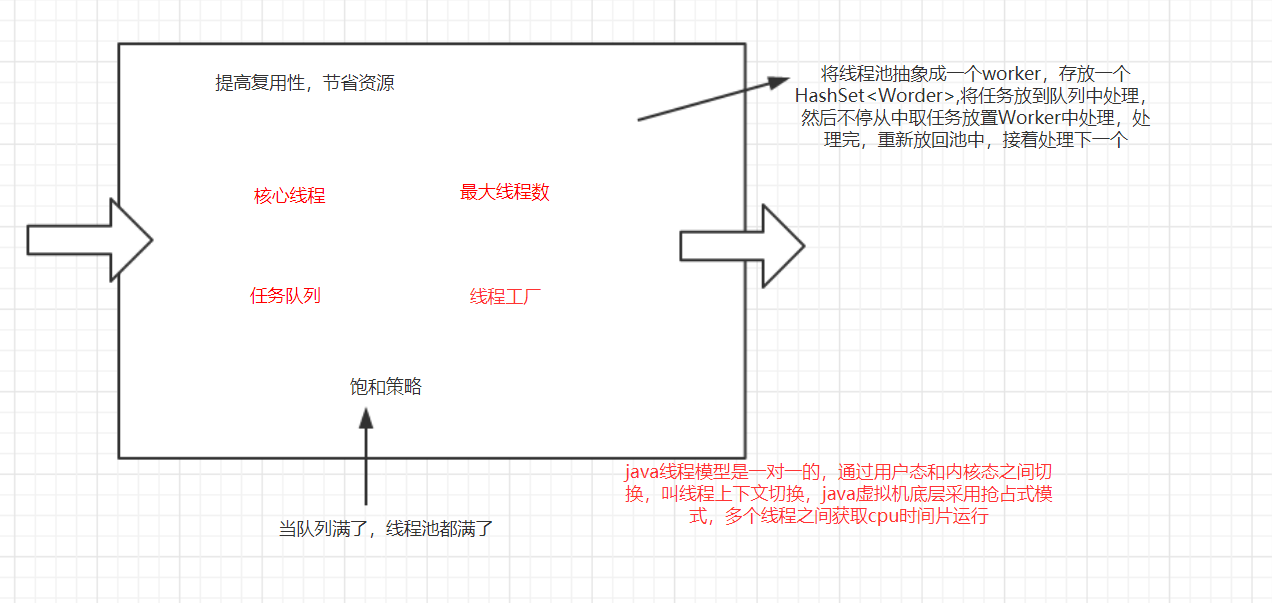 提高复用性，节省资源
将线程池抽象成一个worker，存放一个
HashSet<Worder>,将任务放到队列中处理，
然后不停从中取任务放置Worker中处理，处
理完，重新放回池中，接着处理下一个
核心线程
最大线程数
任务队列
线程工厂
饱和策略
java线程模型是一对一的，通过用户态和内核态之间切
换，叫线程上下文切换，java虚拟机底层采用抢占式模
式，多个线程之间获取cpu时间片运行
当队列满了，线程池都满了